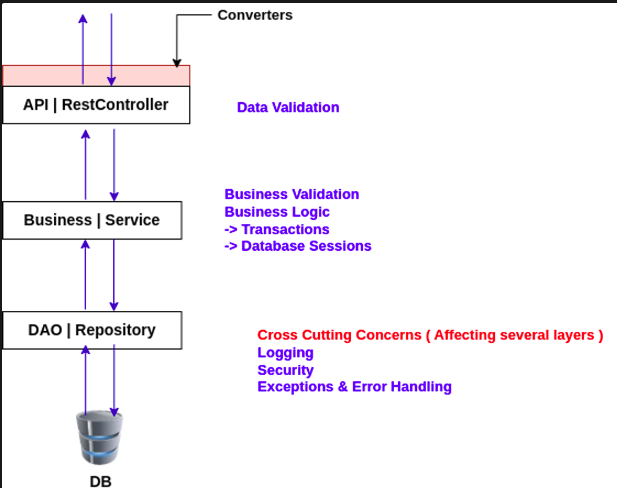 Converters
API | RestController
Data Validation
Business Validation
Business Logic
-> Transactions
-> Database Sessions
Business | Service
DAO | Repository
Cross Cutting Concerns ( Affecting several layers )
Logging
Security
Exceptions & Error Handling
DB